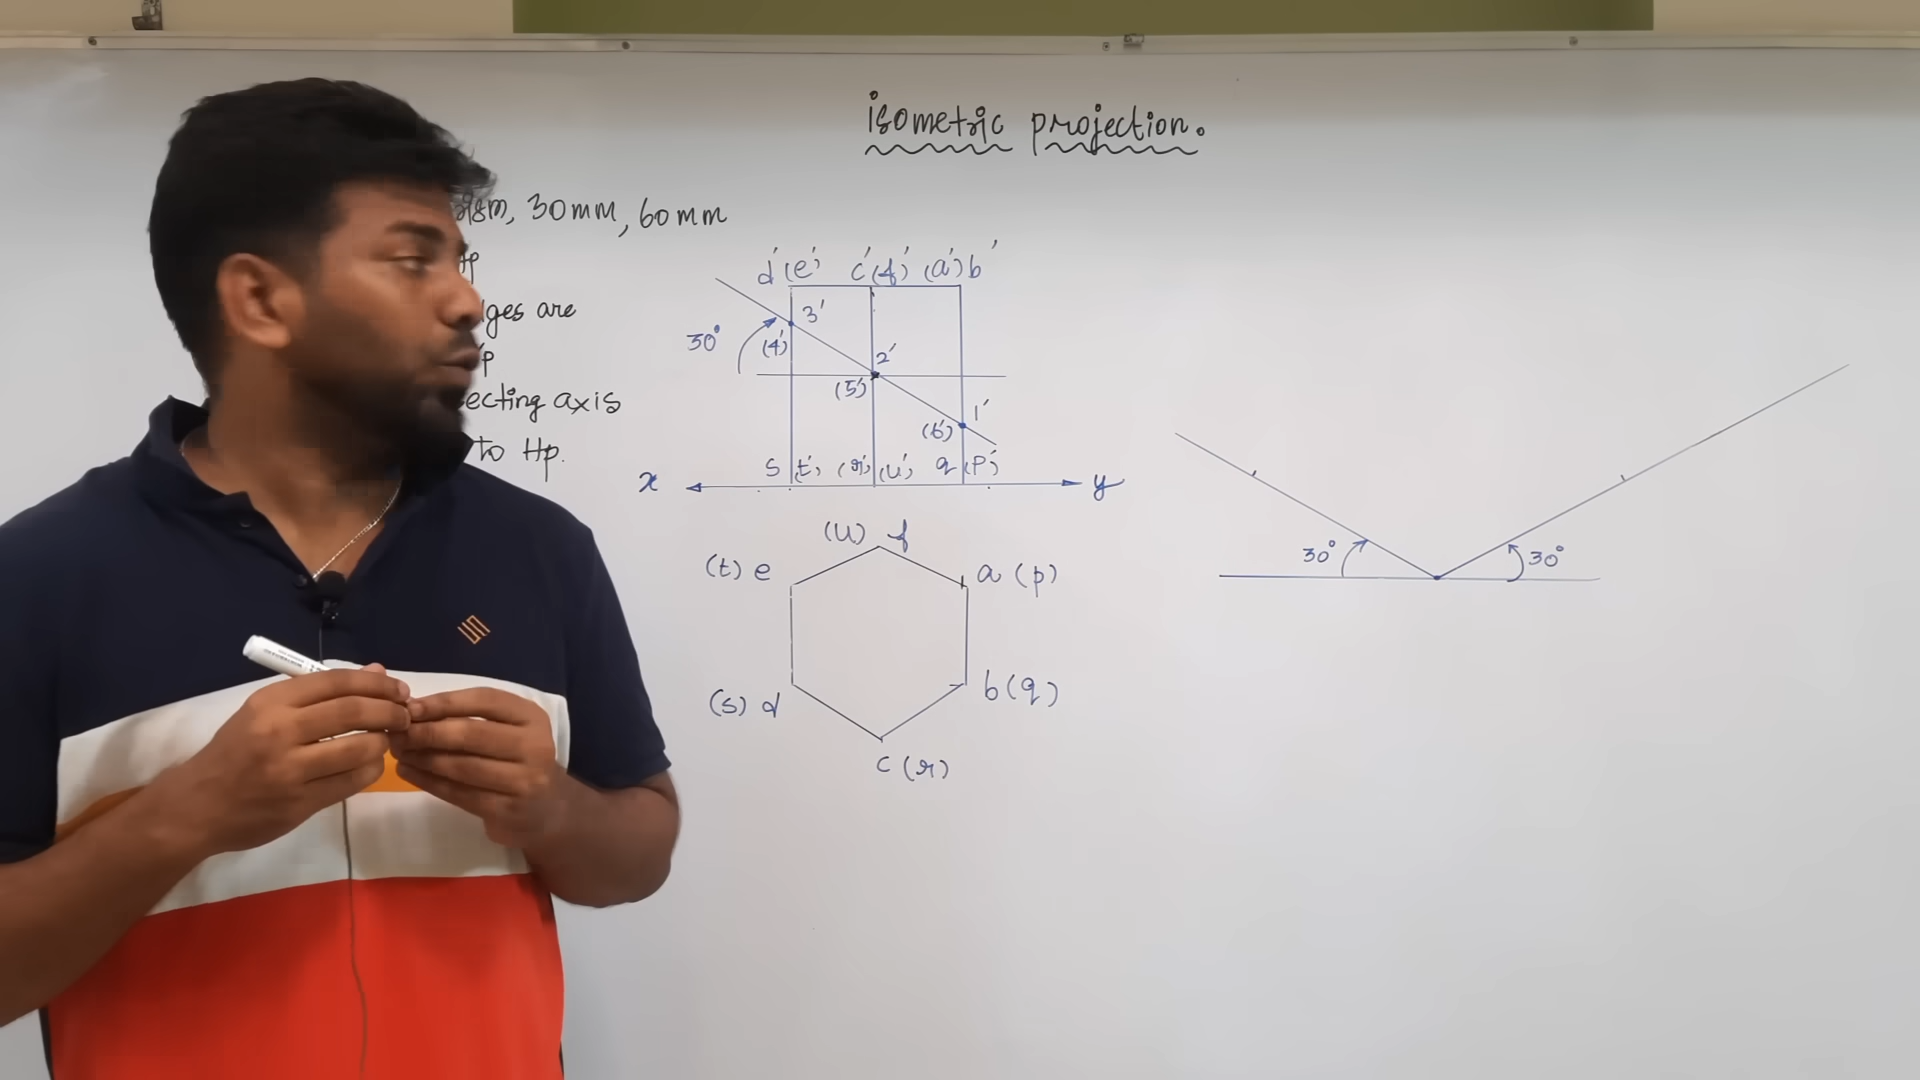 isometric projection.
30mm, 60mm
Hp
ges are
p
ecting axis
to Hp.
d' (e') c' (f') (a') b'
30° 3'
(4')
2'
(5')
1'
(6')
s (t') (r') (u') q (p')
x y
(u) f
(t) e a (p)
(s) d b (q)
c (r)
30° 30°